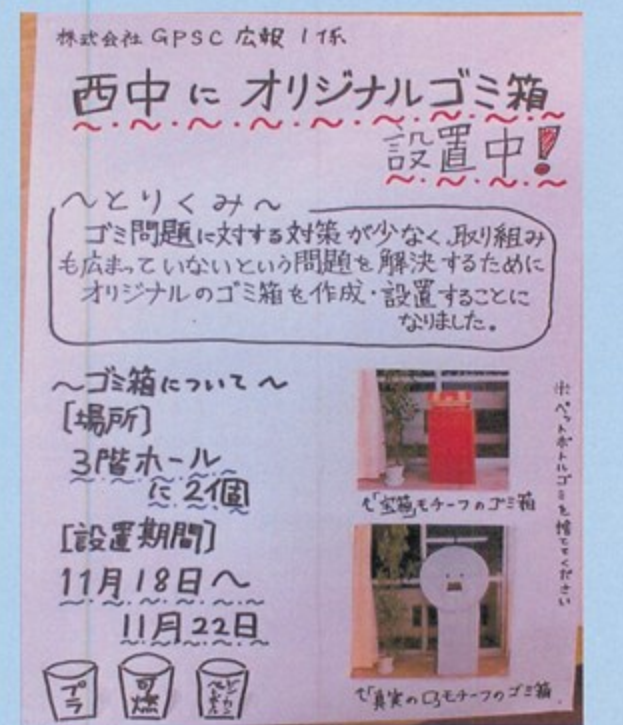 株式会社 GPSC 広報 1係
西中に オリジナルゴミ箱
設置中!
～とりくみ～
ゴミ問題に対する対策が少なく、取り組み
も広まっていないという問題を解決するために
オリジナルのゴミ箱を作成・設置することに
なりました。
～ゴミ箱について～
[場所]
3階ホール
に2個
[設置期間]
11月18日～
11月22日
↑「宝箱」モチーフのゴミ箱
↑「真実の口」モチーフのゴミ箱
※ペットボトルゴミを捨ててください
プラ
可燃
ビン・カン
ペットボトル